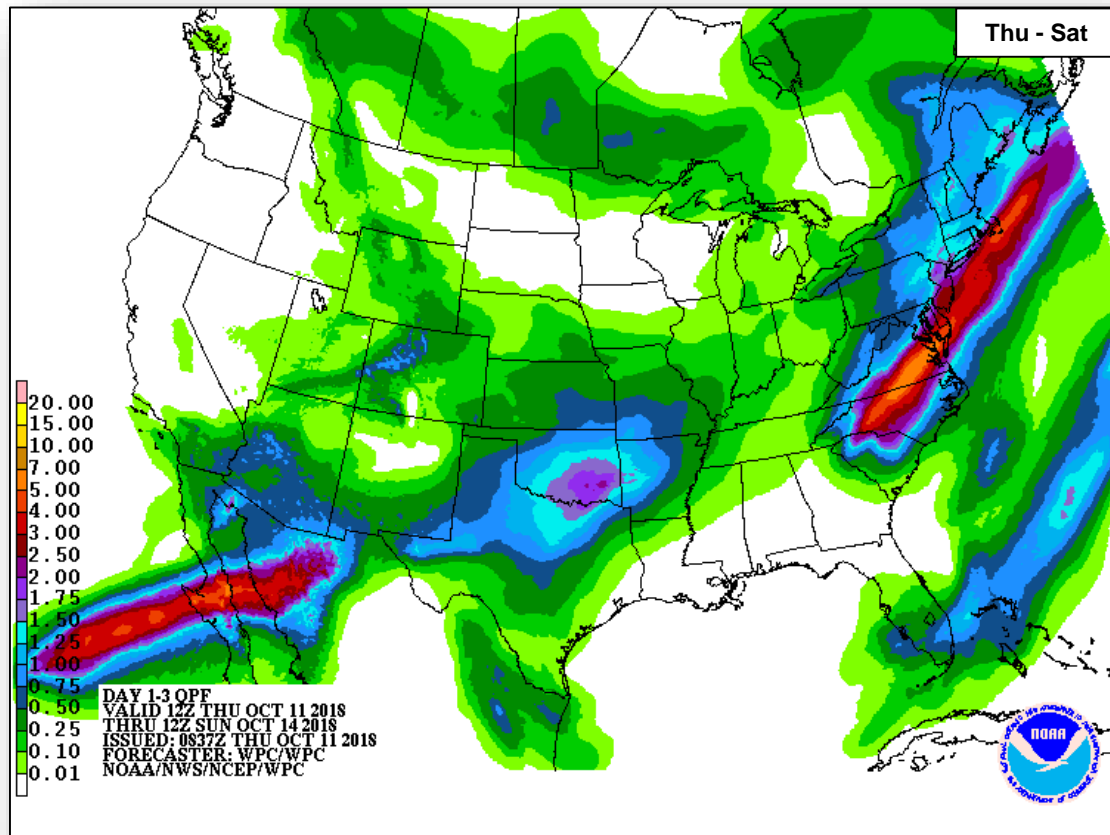 Thu - Sat
20.00
15.00
10.00
7.00
5.00
4.00
3.00
2.50
2.00
1.75
1.50
1.25
1.00
0.75
0.50
0.25
0.10
0.01
DAY 1-3 QPF
VALID 12Z THU OCT 11 2018
THRU 12Z SUN OCT 14 2018
ISSUED: 0837Z THU OCT 11 2018
FORECASTER: WPC/WPC
NOAA/NWS/NCEP/WPC
NOAA